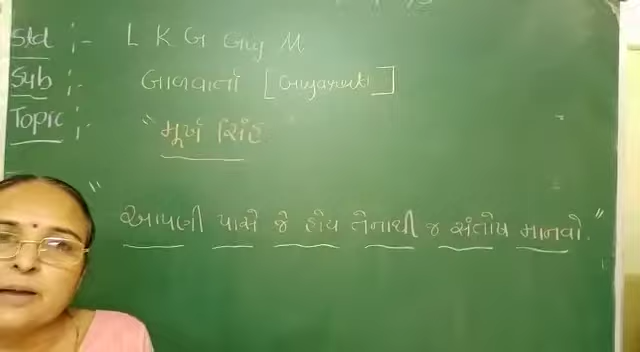 Std :- L K G Guj M
Sub :- બાળવાર્તા [Gujarati]
Topic :- "મૂર્ખ સિંહ"
"આપણી પાસે જે હોય તેનાથી જ સંતોષ માનવો."